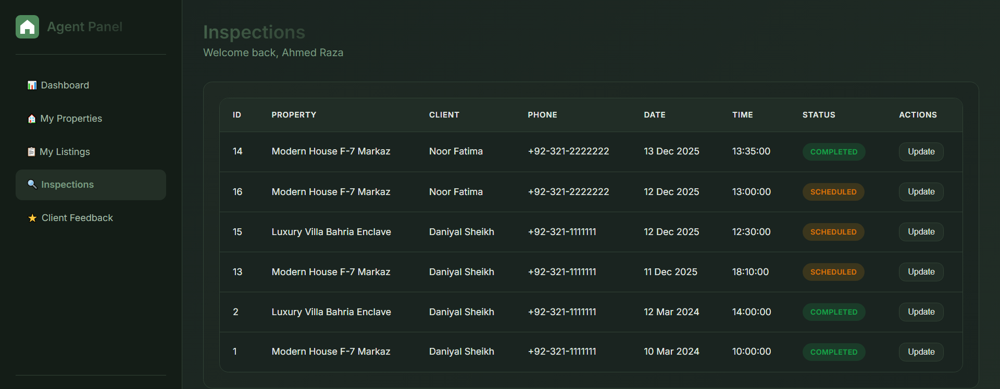 Agent Panel
Dashboard
My Properties
My Listings
Inspections
Client Feedback
Inspections
Welcome back, Ahmed Raza
ID PROPERTY CLIENT PHONE DATE TIME STATUS ACTIONS
14 Modern House F-7 Markaz Noor Fatima +92-321-2222222 13 Dec 2025 13:35:00 COMPLETED Update
16 Modern House F-7 Markaz Noor Fatima +92-321-2222222 12 Dec 2025 13:00:00 SCHEDULED Update
15 Luxury Villa Bahria Enclave Daniyal Sheikh +92-321-1111111 12 Dec 2025 12:30:00 SCHEDULED Update
13 Modern House F-7 Markaz Daniyal Sheikh +92-321-1111111 11 Dec 2025 18:10:00 SCHEDULED Update
2 Luxury Villa Bahria Enclave Daniyal Sheikh +92-321-1111111 12 Mar 2024 14:00:00 COMPLETED Update
1 Modern House F-7 Markaz Daniyal Sheikh +92-321-1111111 10 Mar 2024 10:00:00 COMPLETED Update